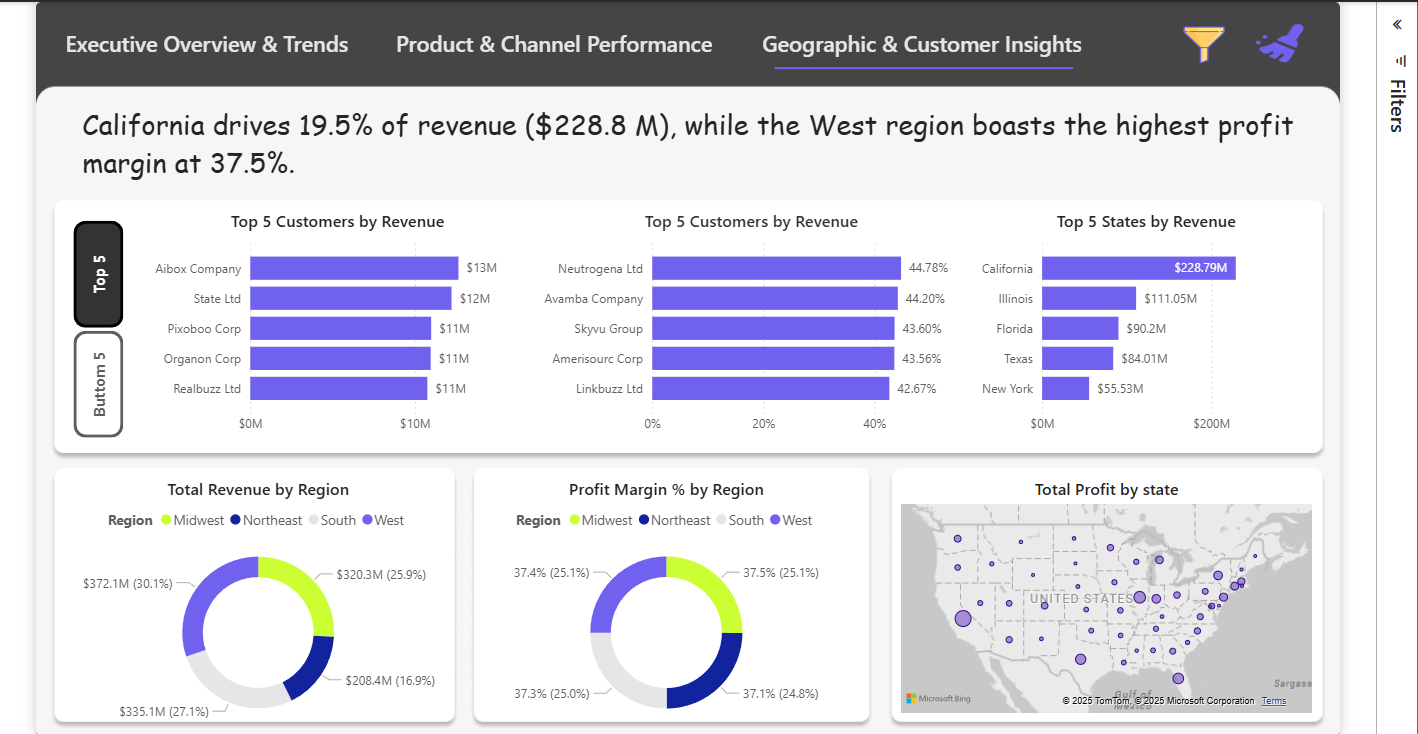 Executive Overview & Trends
Product & Channel Performance
Geographic & Customer Insights
Filters
California drives 19.5% of revenue ($228.8 M), while the West region boasts the highest profit
margin at 37.5%.
Top 5
Buttom 5
Top 5 Customers by Revenue
Aibox Company $13M
State Ltd $12M
Pixoboo Corp $11M
Organon Corp $11M
Realbuzz Ltd $11M
$0M $10M
Top 5 Customers by Revenue
Neutrogena Ltd 44.78%
Avamba Company 44.20%
Skyvu Group 43.60%
Amerisourc Corp 43.56%
Linkbuzz Ltd 42.67%
0% 20% 40%
Top 5 States by Revenue
California $228.79M
Illinois $111.05M
Florida $90.2M
Texas $84.01M
New York $55.53M
$0M $200M
Total Revenue by Region
Region Midwest Northeast South West
$372.1M (30.1%)
$320.3M (25.9%)
$208.4M (16.9%)
$335.1M (27.1%)
Profit Margin % by Region
Region Midwest Northeast South West
37.4% (25.1%)
37.5% (25.1%)
37.3% (25.0%)
37.1% (24.8%)
Total Profit by state
UNITED STATES
Sargass
Gulf of
Mexico
Microsoft Bing
© 2025 TomTom, © 2025 Microsoft Corporation Terms